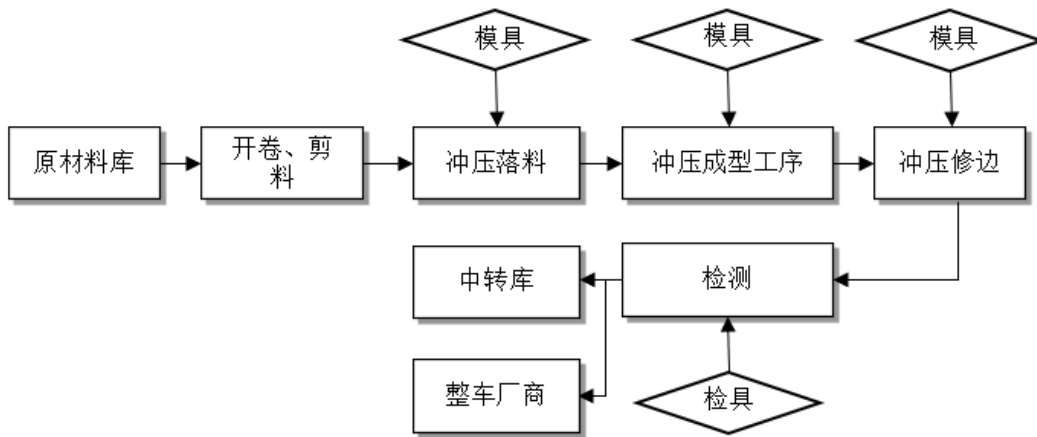 模具
模具
模具
原材料库
开卷、剪
料
冲压落料
冲压成型工序
冲压修边
中转库
检测
整车厂商
检具